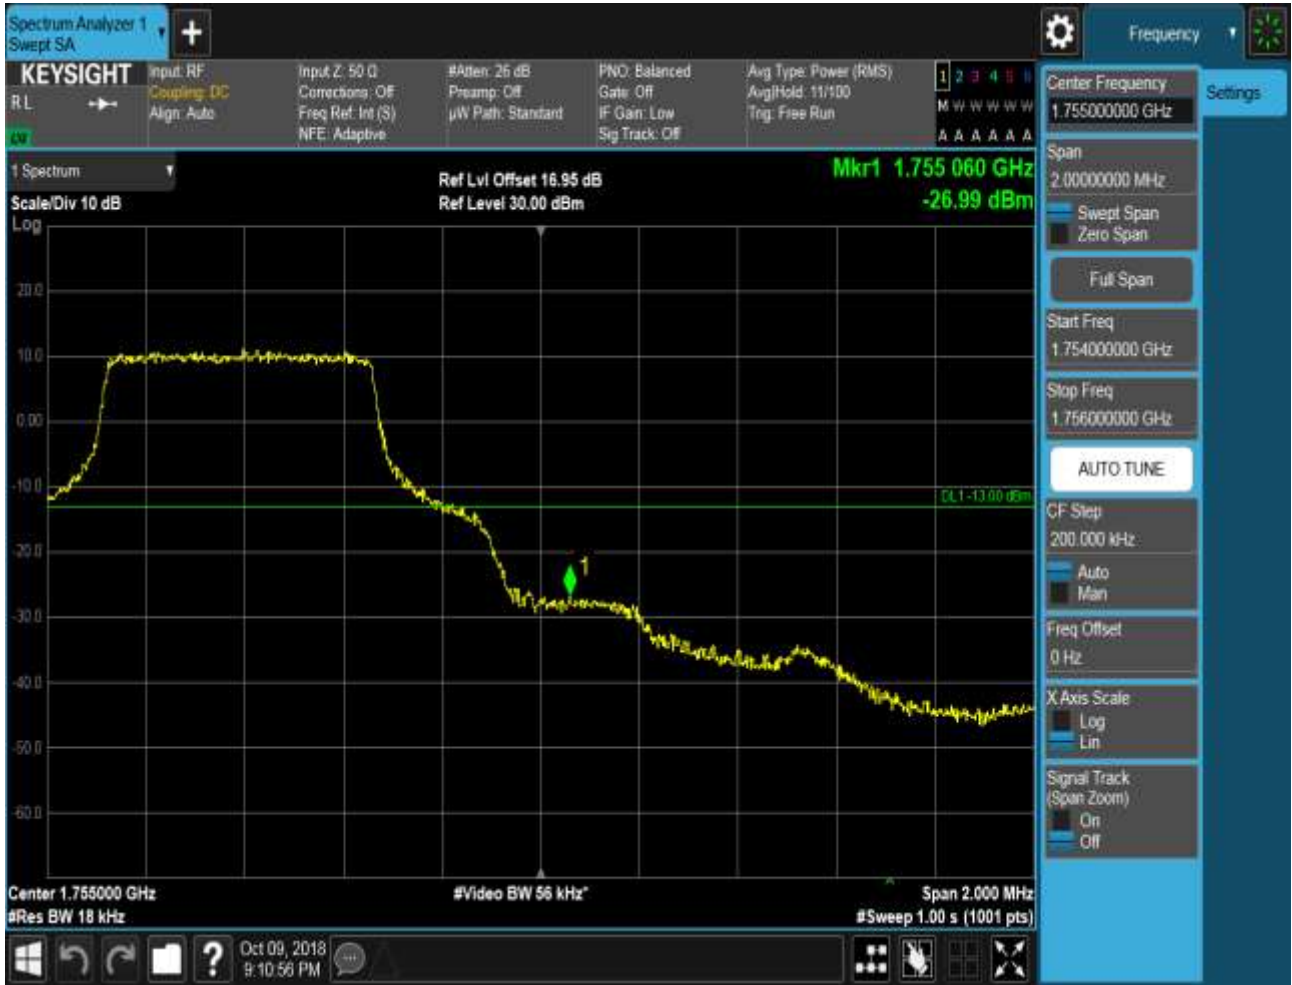 Spectrum Analyzer 1
Swept SA
+
Frequency
KEYSIGHT
R L
Input: RF
Coupling: DC
Align: Auto
Input Z: 50 Ω
Corrections: Off
Freq Ref: Int (S)
NFE: Adaptive
#Atten: 26 dB
Preamp: Off
µW Path: Standard
PNO: Balanced
Gate: Off
IF Gain: Low
Sig Track: Off
Avg Type: Power (RMS)
Avg|Hold: 11/100
Trig: Free Run
1 2 3 4 5 6
M W W W W W
A A A A A A
Center Frequency
1.755000000 GHz
Settings
Span
2.00000000 MHz
Swept Span
Zero Span
Full Span
Start Freq
1.754000000 GHz
Stop Freq
1.756000000 GHz
AUTO TUNE
CF Step
200.000 kHz
Auto
Man
Freq Offset
0 Hz
X Axis Scale
Log
Lin
Signal Track
(Span Zoom)
On
Off
1 Spectrum
Scale/Div 10 dB
Log
Ref Lvl Offset 16.95 dB
Ref Level 30.00 dBm
Mkr1 1.755 060 GHz
-26.99 dBm
20.0
10.0
0.00
-10.0
DL1 -13.00 dBm
-20.0
1
-30.0
-40.0
-50.0
-60.0
Center 1.755000 GHz
#Video BW 56 kHz*
Span 2.000 MHz
#Res BW 18 kHz
#Sweep 1.00 s (1001 pts)
?
Oct 09, 2018
9:10:56 PM